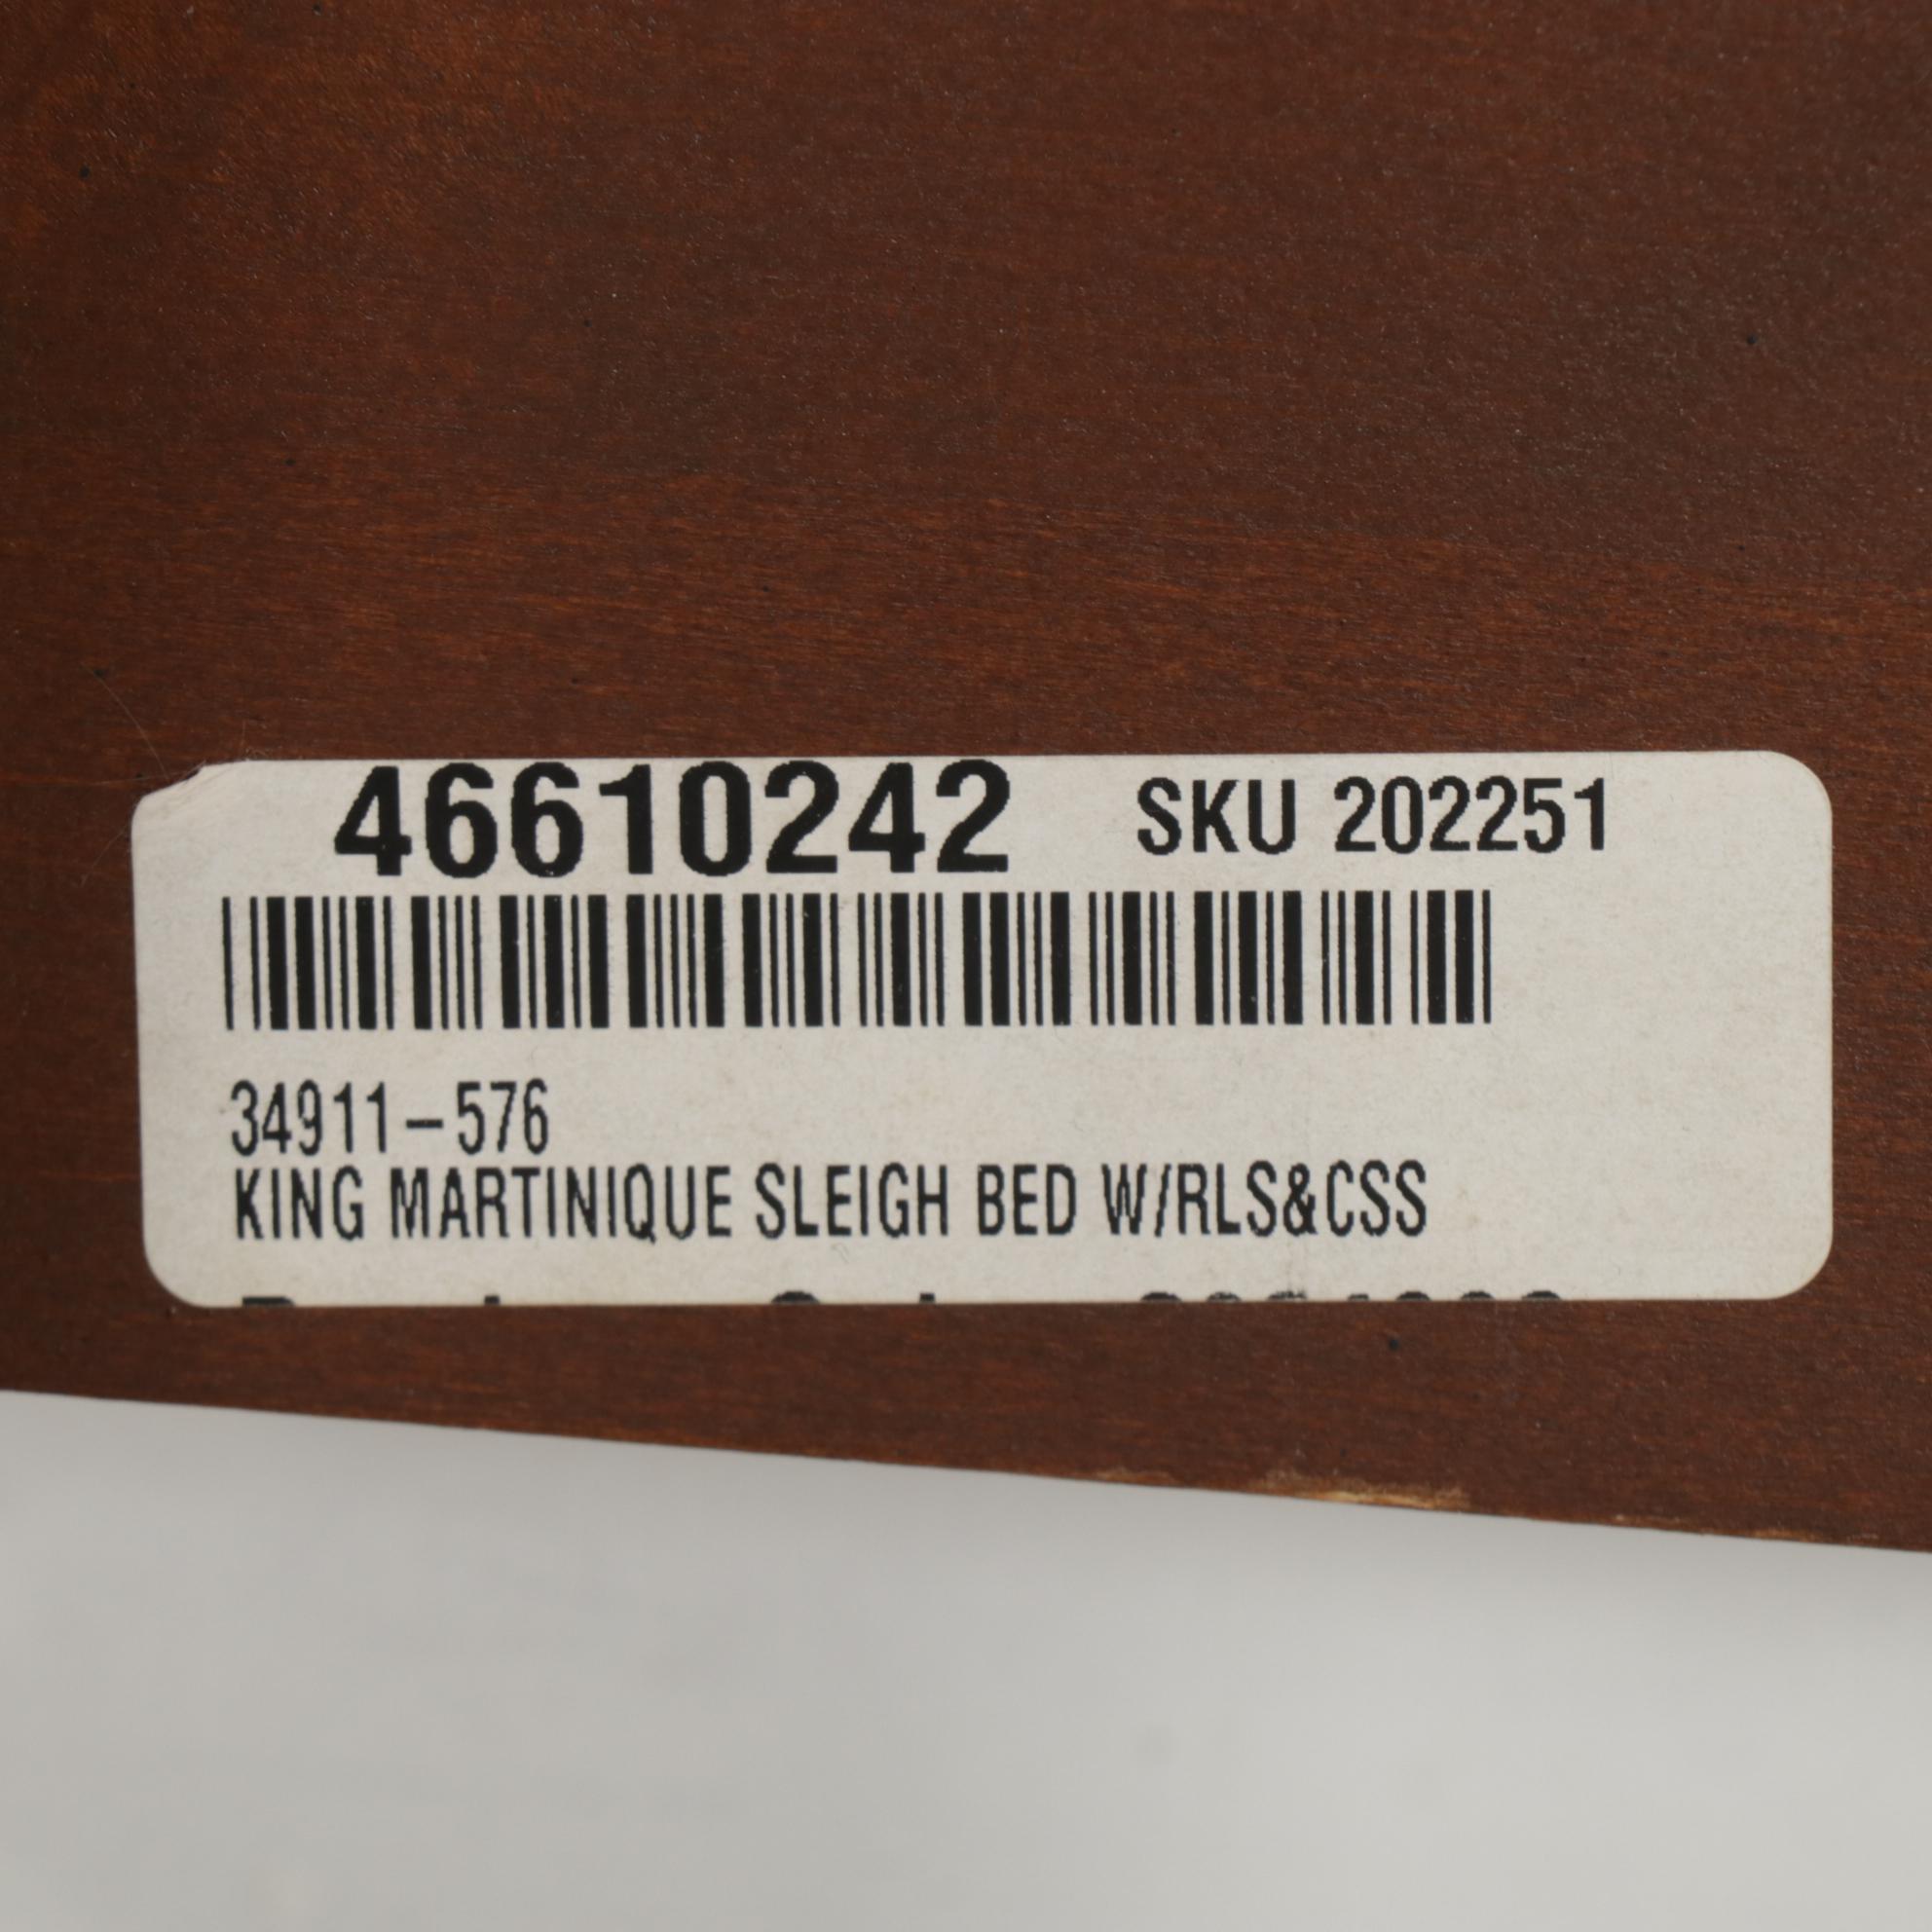 46610242 SKU 202251
34911-576
KING MARTINIQUE SLEIGH BED W/RLS&CSS